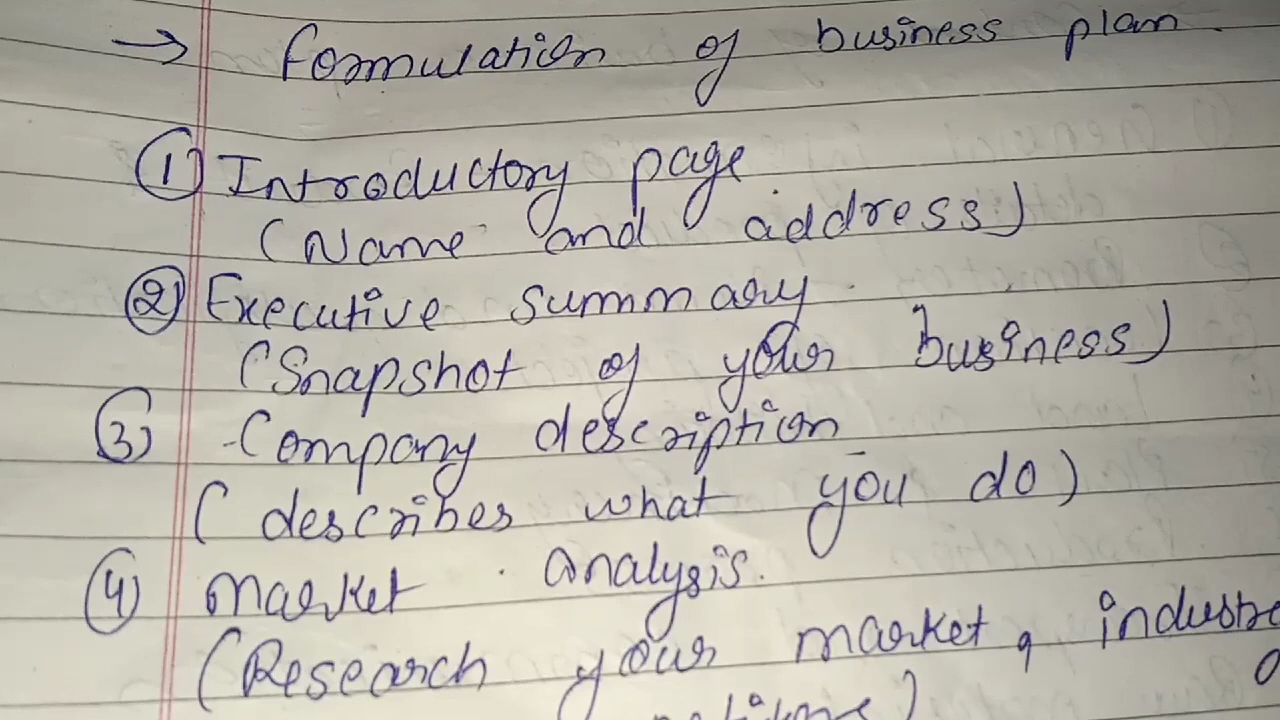 → Formulation of business plan.
① Introductory page
(Name and address)
② Executive summary.
(Snapshot of your business)
③ Company description
(describes what you do)
④ Market analysis.
(Research your market,